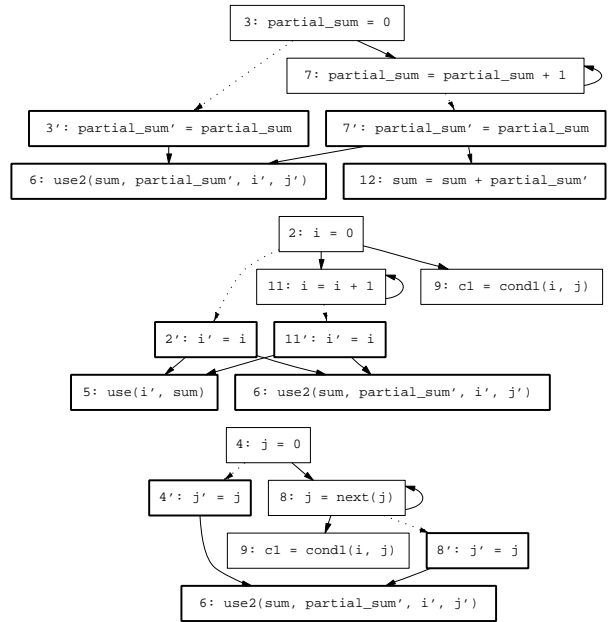 3: partial_sum = 0
7: partial_sum = partial_sum + 1
3': partial_sum' = partial_sum
7': partial_sum' = partial_sum
6: use2(sum, partial_sum', i', j')
12: sum = sum + partial_sum'
2: i = 0
11: i = i + 1
9: c1 = cond1(i, j)
2': i' = i
11': i' = i
5: use(i', sum)
6: use2(sum, partial_sum', i', j')
4: j = 0
4': j' = j
8: j = next(j)
9: c1 = cond1(i, j)
8': j' = j
6: use2(sum, partial_sum', i', j')